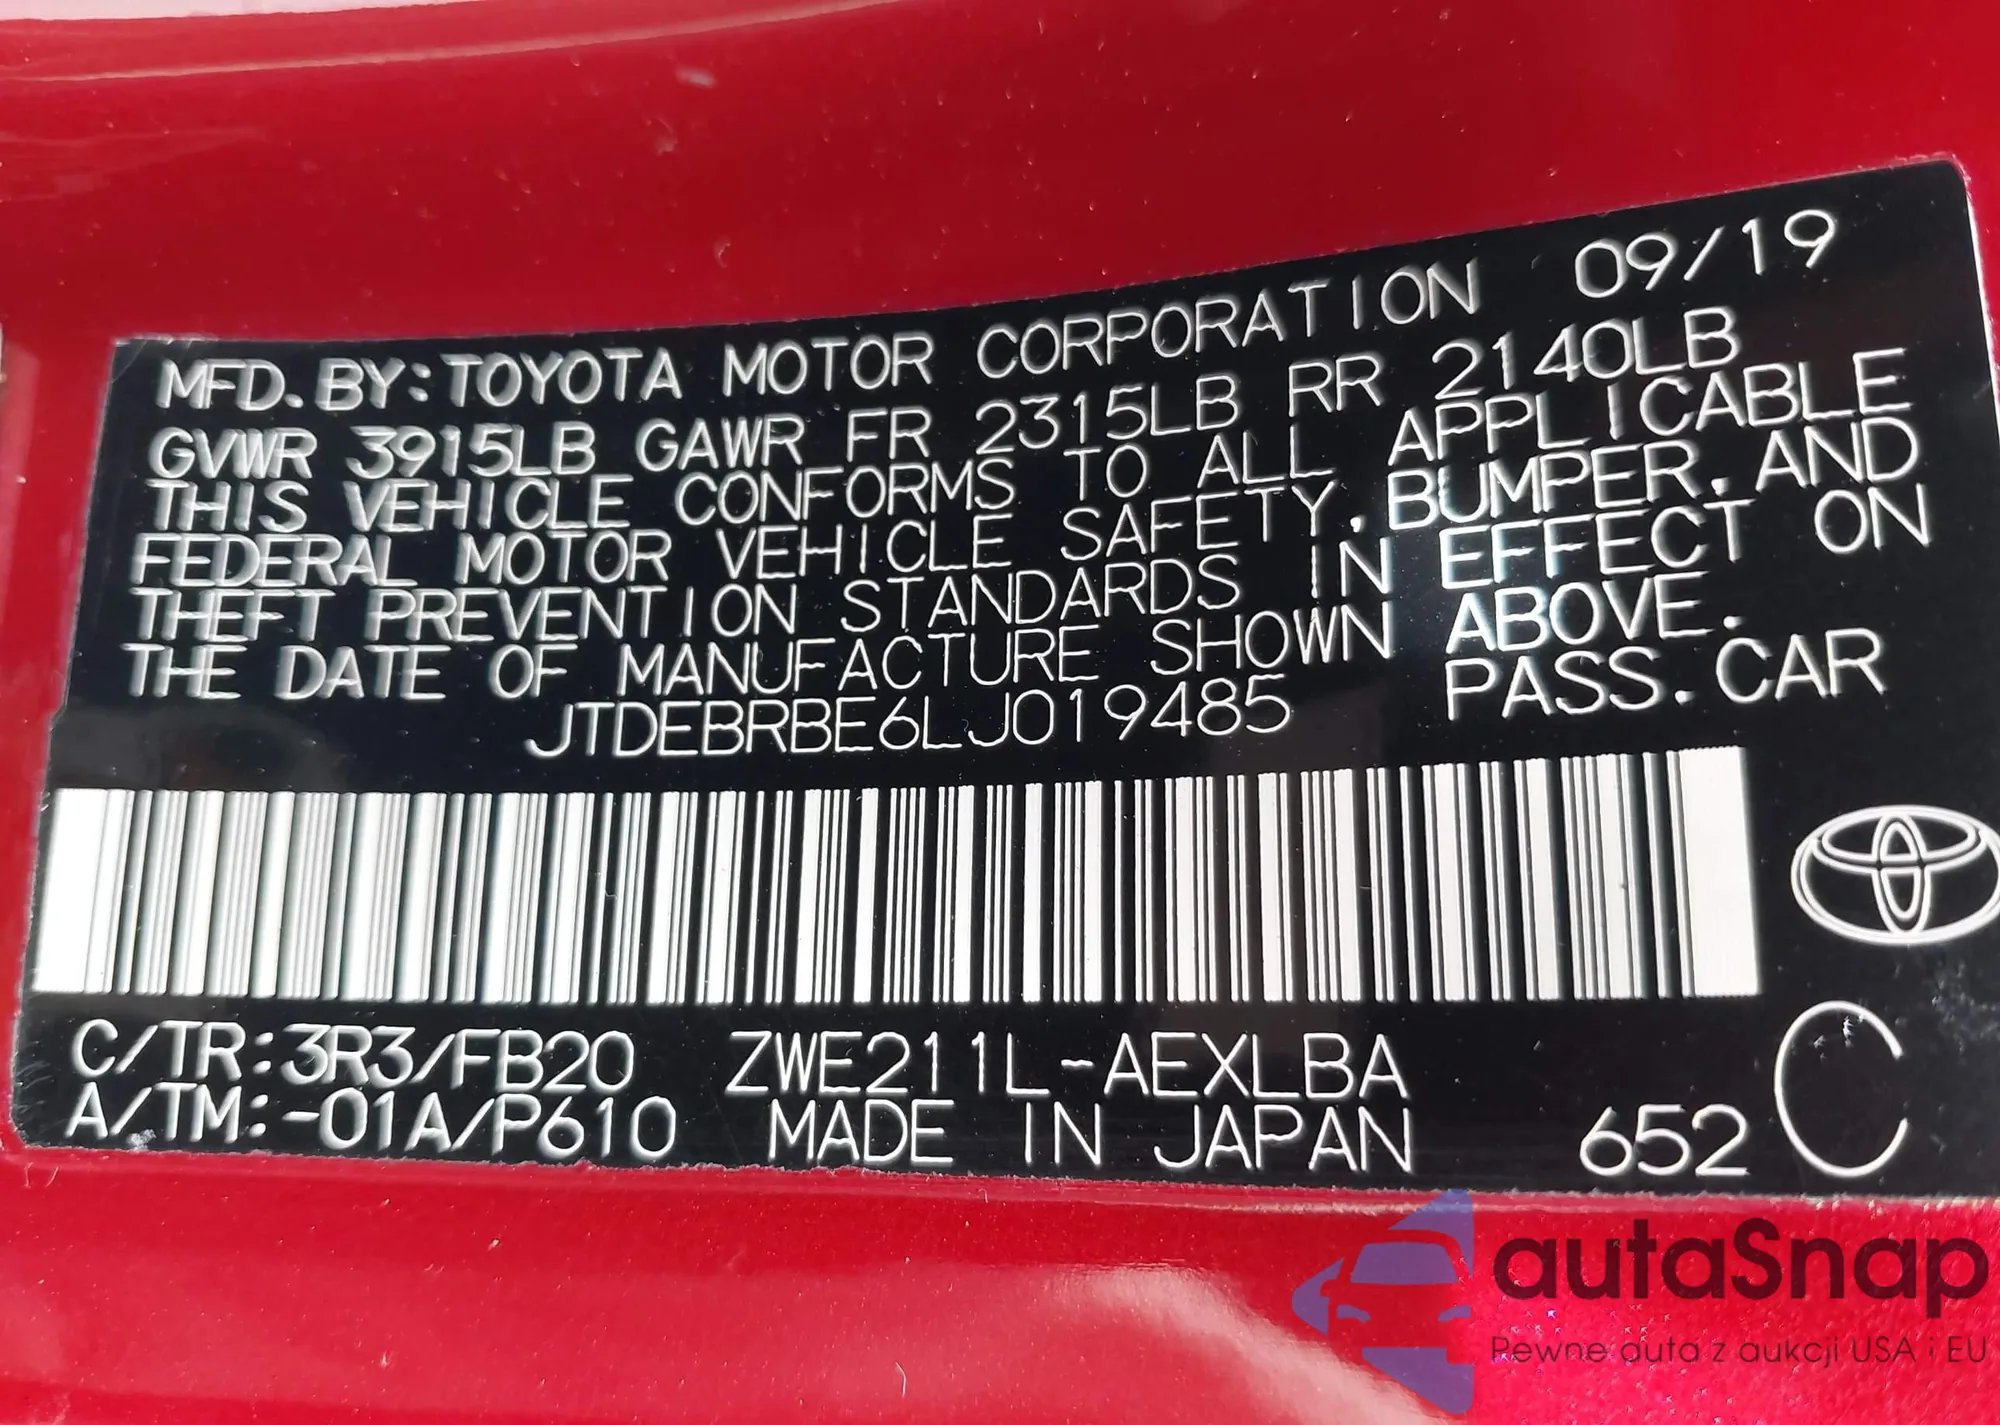 MFD. BY: TOYOTA MOTOR CORPORATION 09/19
GVWR 3915LB GAWR FR 2315LB RR 2140LB
THIS VEHICLE CONFORMS TO ALL APPLICABLE
FEDERAL MOTOR VEHICLE SAFETY, BUMPER, AND
THEFT PREVENTION STANDARDS IN EFFECT ON
THE DATE OF MANUFACTURE SHOWN ABOVE.
JTDEBRBE6LJ019485 PASS. CAR
C/TR:3R3/FB20 ZWE211L-AEXLBA
A/TM:-01A/P610 MADE IN JAPAN 652 C
autaSnap
Pewne auta z aukcji USA i EU